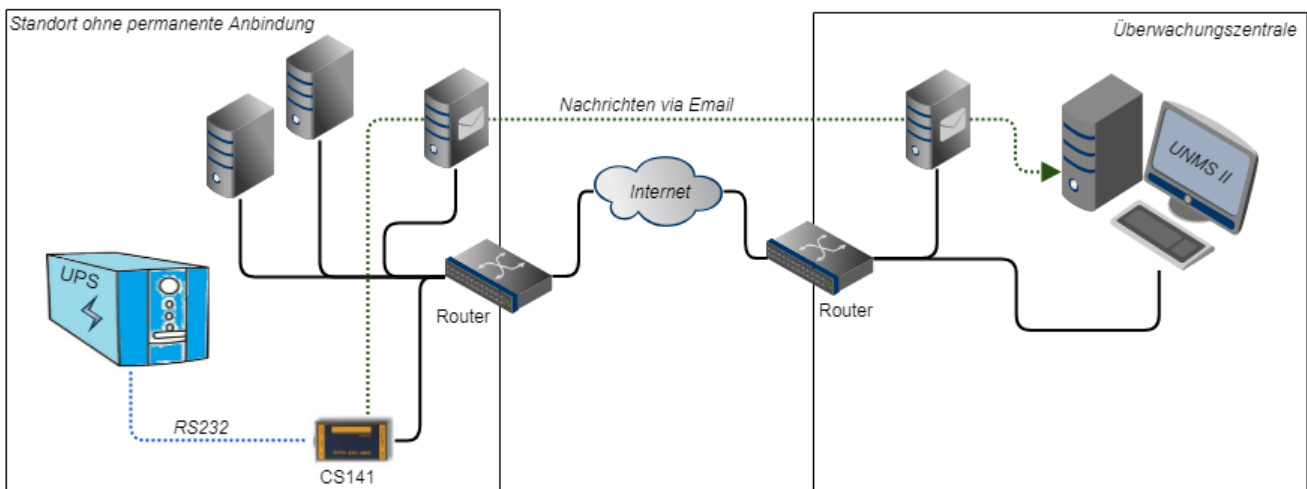 Standort ohne permanente Anbindung
Überwachungszentrale
Nachrichten via Email
UNMS II
Internet
UPS
Router
Router
RS232
CS141